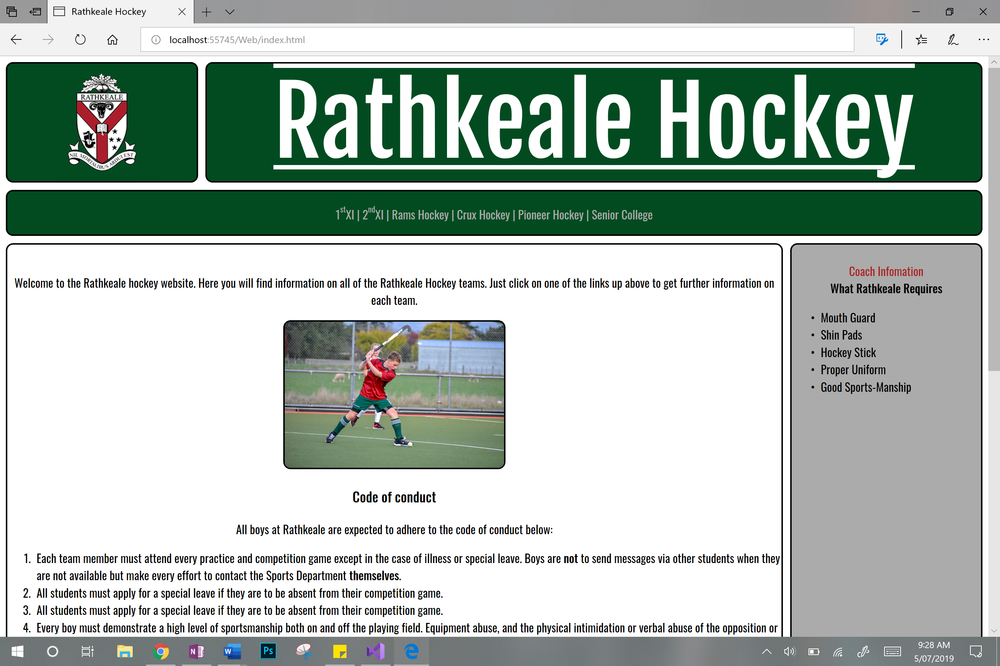 Rathkeale Hockey
localhost:55745/Web/index.html
RATHKEALE
NIL MORTALIBUS ARDUI EST
Rathkeale Hockey
1stXI | 2ndXI | Rams Hockey | Crux Hockey | Pioneer Hockey | Senior College
Welcome to the Rathkeale hockey website. Here you will find information on all of the Rathkeale Hockey teams. Just click on one of the links up above to get further information on
each team.
Code of conduct
All boys at Rathkeale are expected to adhere to the code of conduct below:
1. Each team member must attend every practice and competition game except in the case of illness or special leave. Boys are not to send messages via other students when they
are not available but make every effort to contact the Sports Department themselves.
2. All students must apply for a special leave if they are to be absent from their competition game.
3. All students must apply for a special leave if they are to be absent from their competition game.
4. Every boy must demonstrate a high level of sportsmanship both on and off the playing field. Equipment abuse, and the physical intimidation or verbal abuse of the opposition or
Coach Infomation
What Rathkeale Requires
• Mouth Guard
• Shin Pads
• Hockey Stick
• Proper Uniform
• Good Sports-Manship
N
W
Ps
9:28 AM
5/07/2019